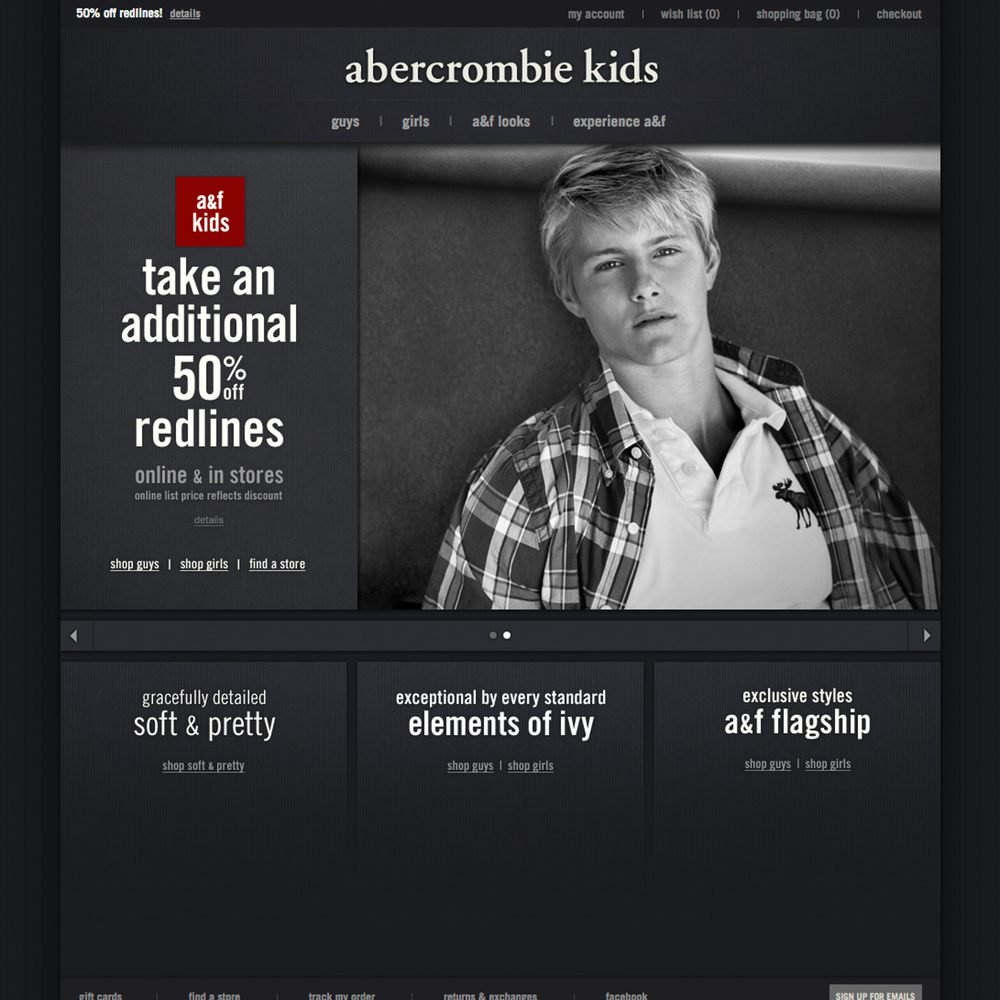 50% off redlines! details
my account | wish list (0) | shopping bag (0) | checkout
abercrombie kids
guys | girls | a&f looks | experience a&f
a&f
kids
take an
additional
50% off
redlines
online & in stores
online list price reflects discount
details
shop guys | shop girls | find a store
gracefully detailed
soft & pretty
shop soft & pretty
exceptional by every standard
elements of ivy
shop guys | shop girls
exclusive styles
a&f flagship
shop guys | shop girls
gift cards | find a store | track my order | returns & exchanges | facebook
SIGN UP FOR EMAILS